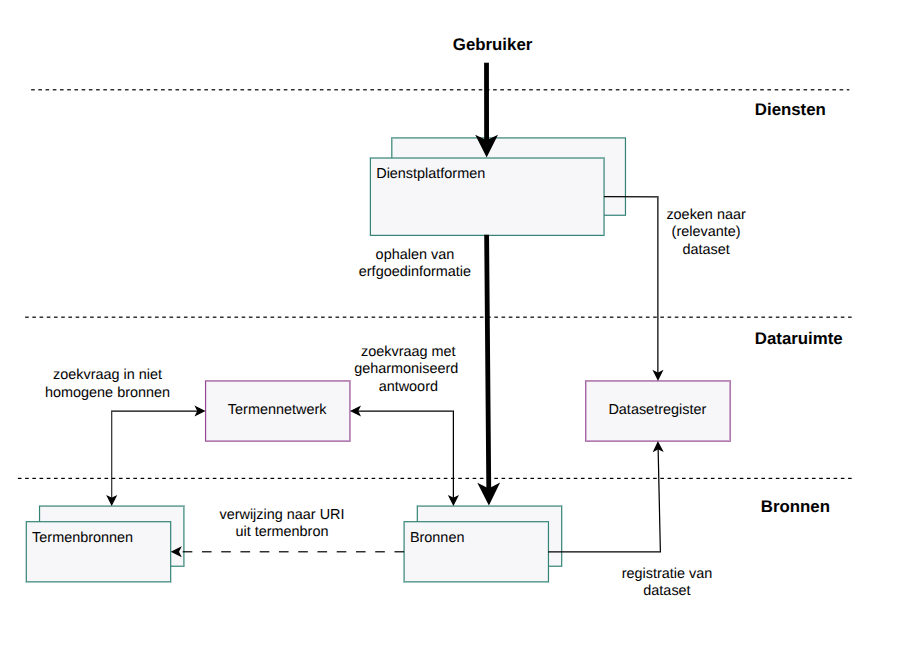 Gebruiker
Diensten
Dienstplatformen
zoeken naar
(relevante)
dataset
ophalen van
erfgoedinformatie
Dataruimte
zoekvraag met
geharmoniseerd
antwoord
zoekvraag in niet
homogene bronnen
Termennetwerk
Datasetregister
Bronnen
verwijzing naar URI
uit termenbron
Termenbronnen
Bronnen
registratie van
dataset